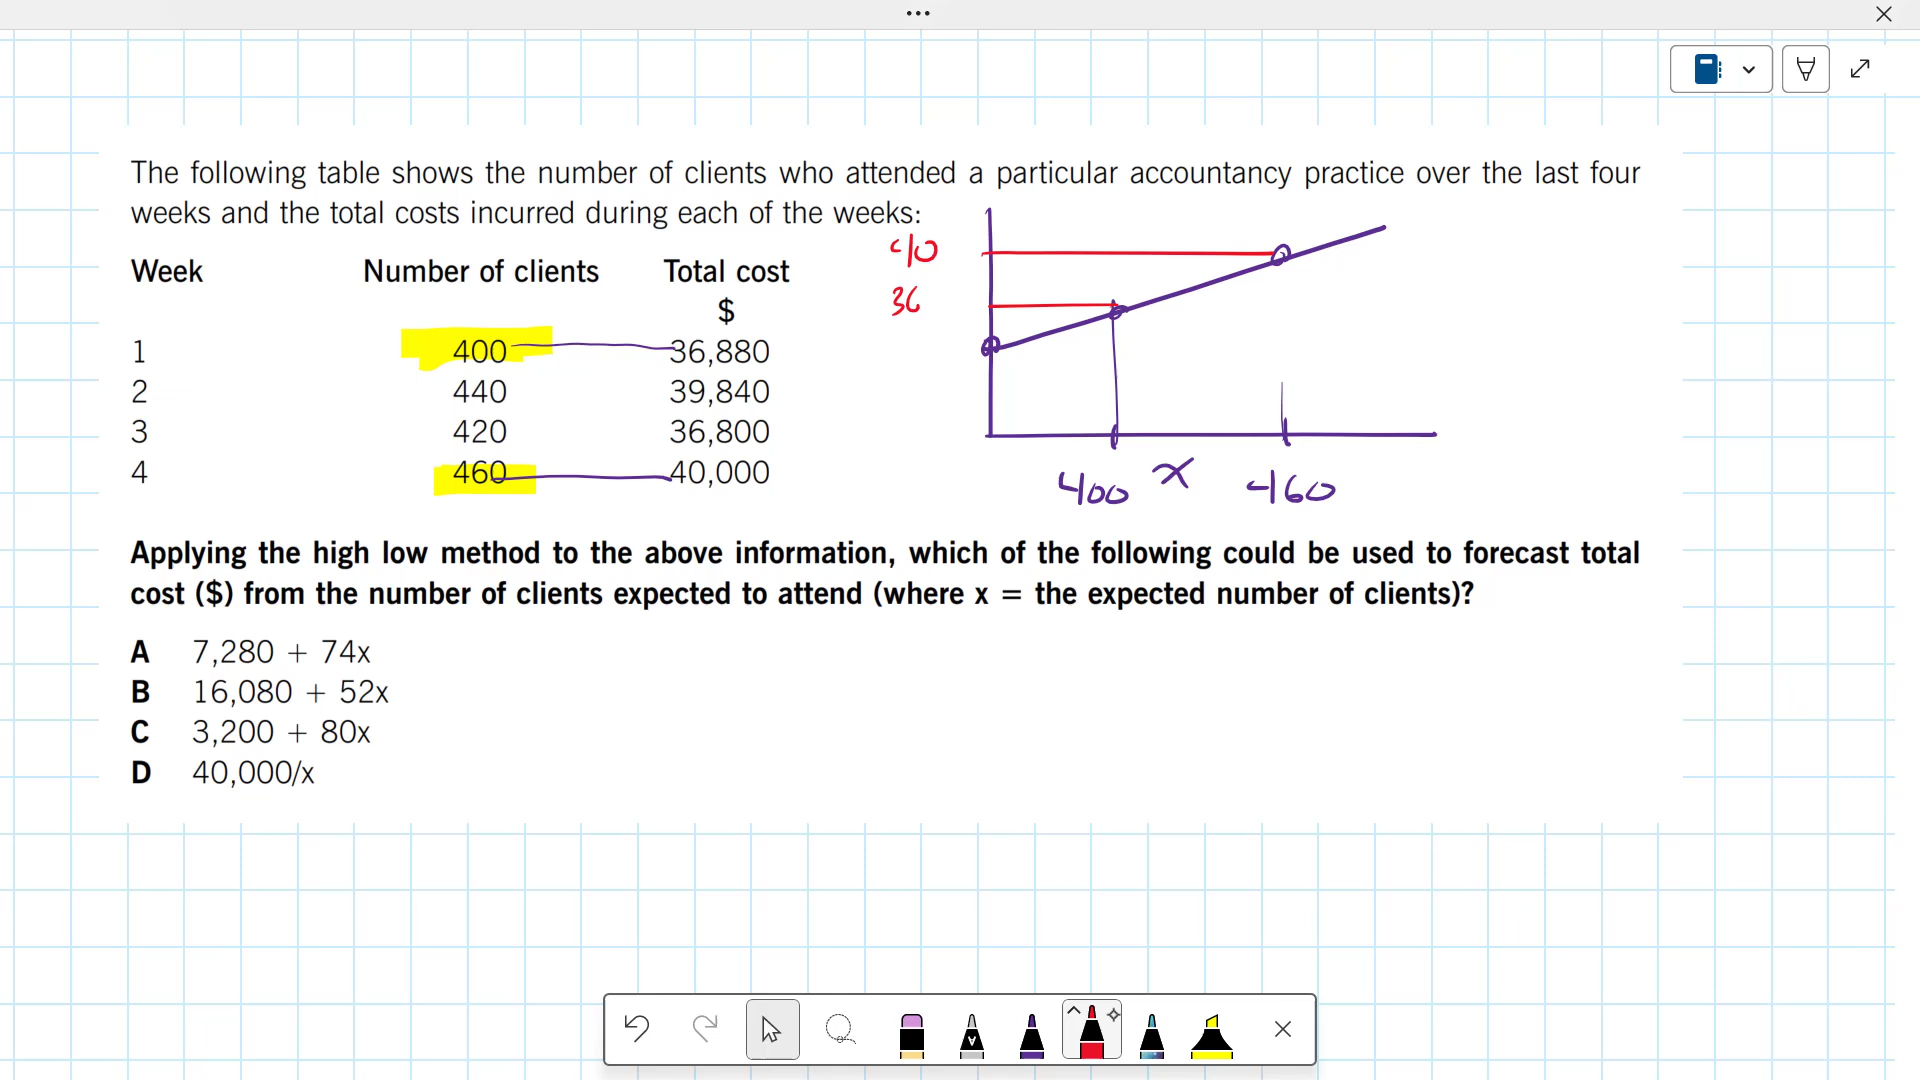 The following table shows the number of clients who attended a particular accountancy practice over the last four
weeks and the total costs incurred during each of the weeks:
Week Number of clients Total cost
$
1 400 36,880
2 440 39,840
3 420 36,800
4 460 40,000
40
36
400 x 460
Applying the high low method to the above information, which of the following could be used to forecast total
cost ($) from the number of clients expected to attend (where x = the expected number of clients)?
A 7,280 + 74x
B 16,080 + 52x
C 3,200 + 80x
D 40,000/x